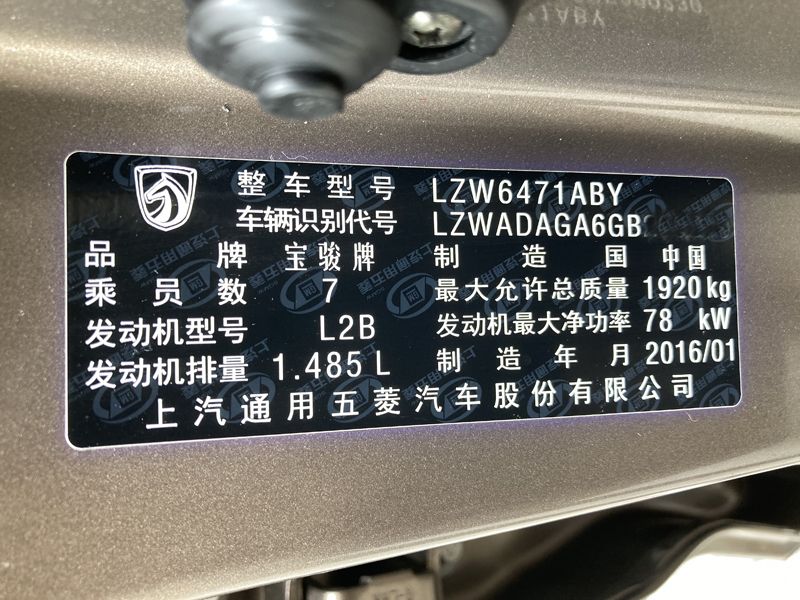 整车型号 LZW6471ABY
车辆识别代号 LZWADAGA6GB
品牌 宝骏牌 制造国 中国
乘员数 7 最大允许总质量 1920kg
发动机型号 L2B 发动机最大净功率 78 kW
发动机排量 1.485L 制造年月 2016/01
上汽通用五菱汽车股份有限公司